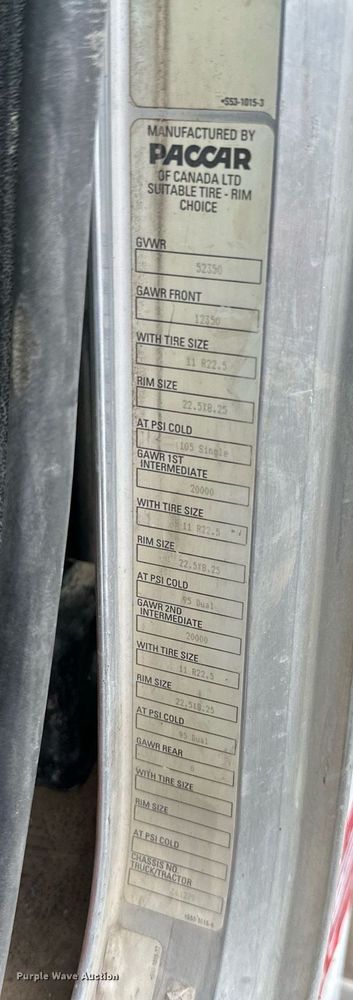 *S53-1015-3
MANUFACTURED BY
PACCAR
OF CANADA LTD
SUITABLE TIRE - RIM
CHOICE
GVWR
52350
GAWR FRONT
12350
WITH TIRE SIZE
11 R22.5
RIM SIZE
22.5X8.25
AT PSI COLD
105 Single
GAWR 1ST
INTERMEDIATE
20000
WITH TIRE SIZE
11 R22.5
RIM SIZE
22.5X8.25
AT PSI COLD
95 Dual
GAWR 2ND
INTERMEDIATE
20000
WITH TIRE SIZE
11 R22.5
RIM SIZE
22.5X8.25
AT PSI COLD
95 Dual
GAWR REAR
WITH TIRE SIZE
RIM SIZE
AT PSI COLD
CHASSIS NO.
TRUCK/TRACTOR
Purple Wave Auction